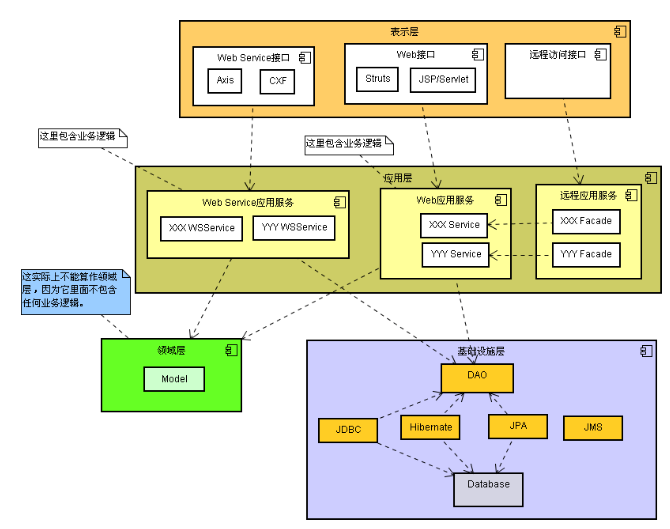 表示层
Web Service接口
Web接口
远程访问接口
Axis
CXF
Struts
JSP/Servlet
这里包含业务逻辑
这里包含业务逻辑
应用层
Web Service应用服务
Web应用服务
远程应用服务
XXX WSService
YYY WSService
XXX Service
XXX Facade
YYY Service
YYY Facade
这实际上不能算作领域
层，因为它里面不包含
任何业务逻辑。
领域层
Model
基础设施层
DAO
JDBC
Hibernate
JPA
JMS
Database